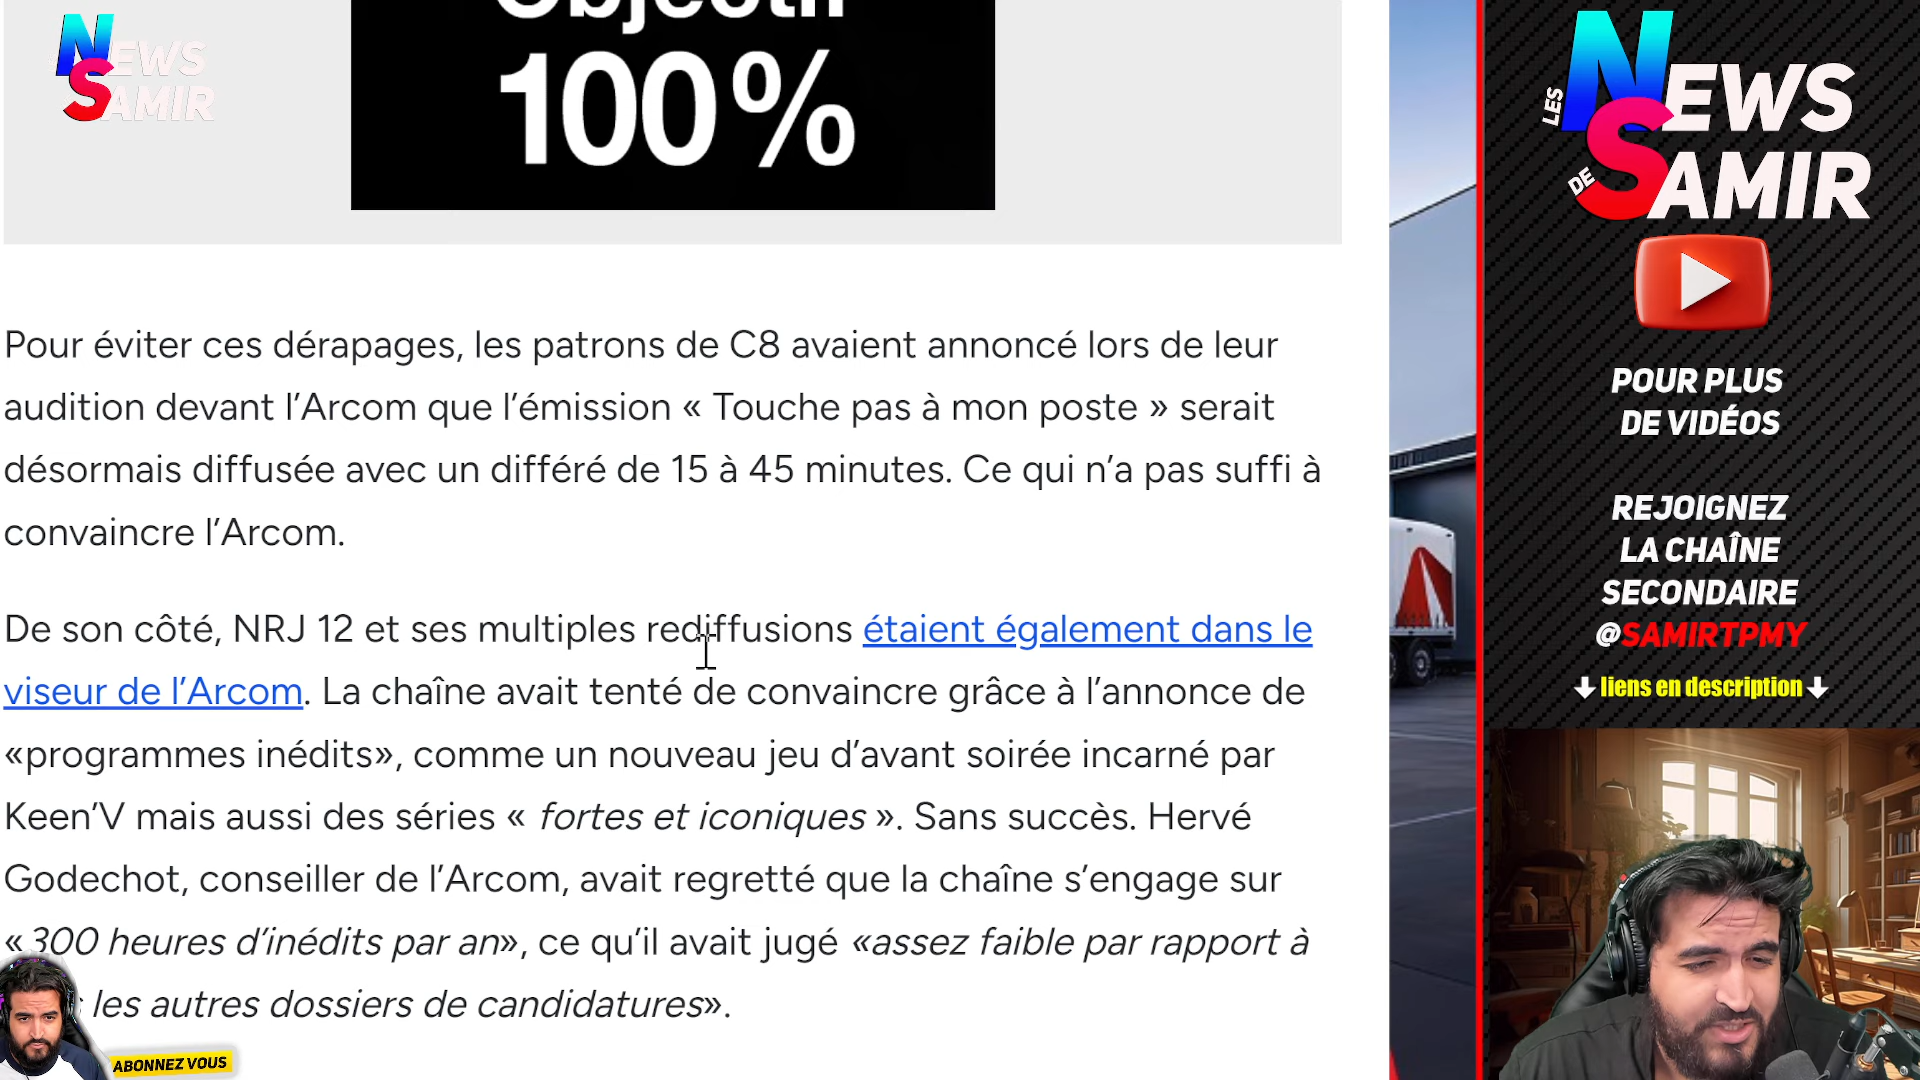 NEWS
SAMIR
Objectif
100%
Pour éviter ces dérapages, les patrons de C8 avaient annoncé lors de leur
audition devant l’Arcom que l’émission « Touche pas à mon poste » serait
désormais diffusée avec un différé de 15 à 45 minutes. Ce qui n’a pas suffi à
convaincre l’Arcom.
De son côté, NRJ 12 et ses multiples rediffusions étaient également dans le
viseur de l’Arcom. La chaîne avait tenté de convaincre grâce à l’annonce de
«programmes inédits», comme un nouveau jeu d’avant soirée incarné par
Keen’V mais aussi des séries « fortes et iconiques ». Sans succès. Hervé
Godechot, conseiller de l’Arcom, avait regretté que la chaîne s’engage sur
«300 heures d’inédits par an», ce qu’il avait jugé «assez faible par rapport à
les autres dossiers de candidatures».
ABONNEZ VOUS
LES NEWS
DE SAMIR
POUR PLUS
DE VIDÉOS
REJOIGNEZ
LA CHAÎNE
SECONDAIRE
@SAMIRTPMY
liens en description